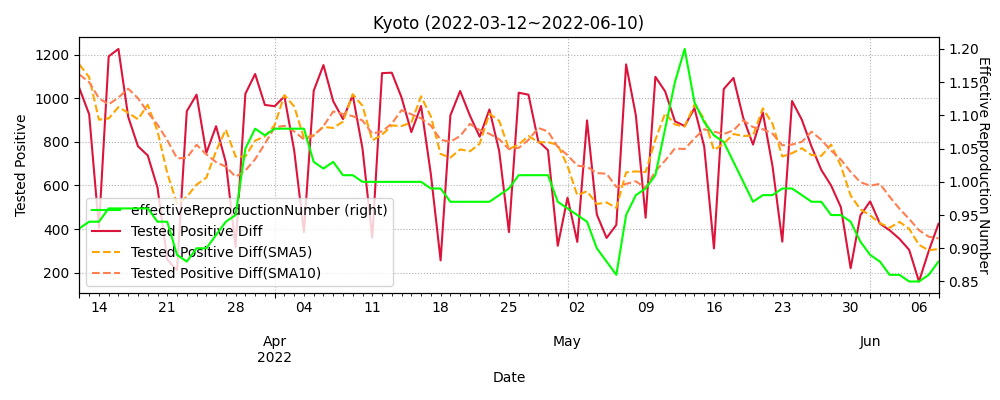 Kyoto (2022-03-12~2022-06-10)
Tested Positive
1200
1000
800
600
400
200
1.20
1.15
1.10
1.05
1.00
0.95
0.90
0.85
Effective Reproduction Number
effectiveReproductionNumber (right)
Tested Positive Diff
Tested Positive Diff(SMA5)
Tested Positive Diff(SMA10)
14 21 28 04 11 18 25 02 09 16 23 30 06
Apr May Jun
2022
Date